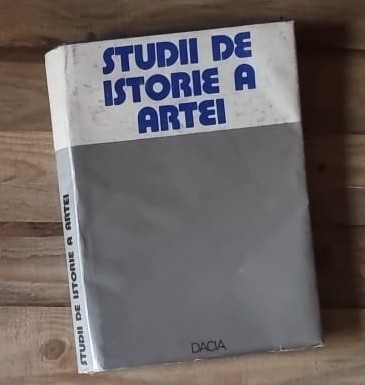 STUDII DE
ISTORIE A
ARTEI
STUDII DE ISTORIE A ARTEI
DACIA